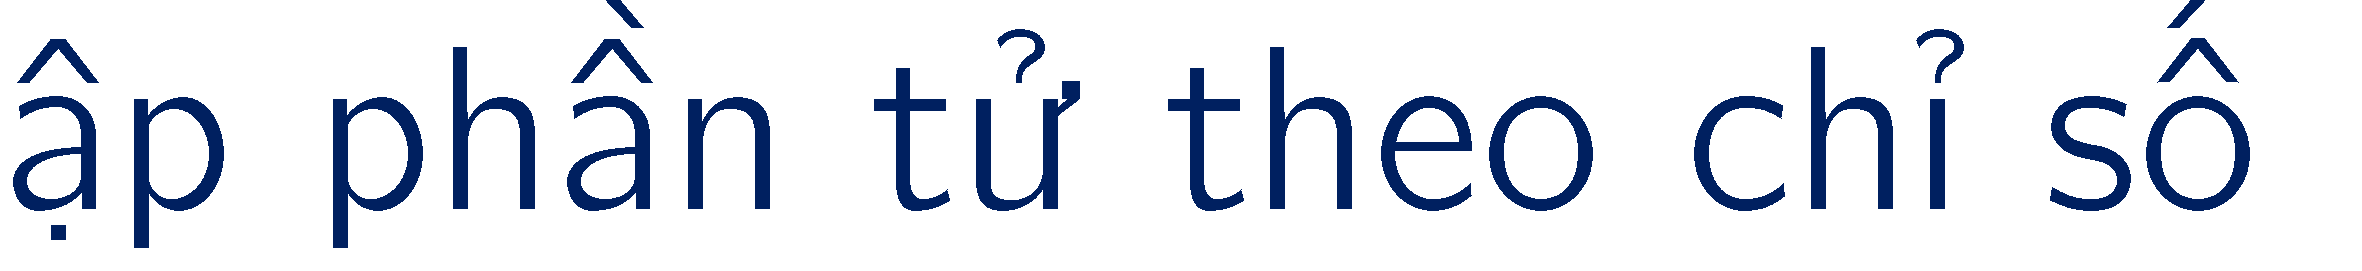 ập phần tử theo chỉ số